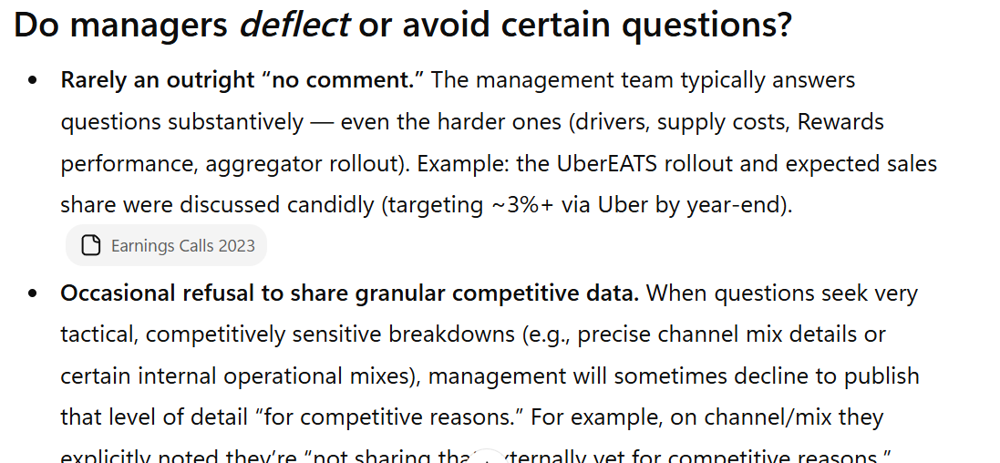 Do managers deflect or avoid certain questions?
• Rarely an outright “no comment.” The management team typically answers
questions substantively — even the harder ones (drivers, supply costs, Rewards
performance, aggregator rollout). Example: the UberEATS rollout and expected sales
share were discussed candidly (targeting ~3%+ via Uber by year-end).
Earnings Calls 2023
• Occasional refusal to share granular competitive data. When questions seek very
tactical, competitively sensitive breakdowns (e.g., precise channel mix details or
certain internal operational mixes), management will sometimes decline to publish
that level of detail “for competitive reasons.” For example, on channel/mix they
explicitly noted they’re “not sharing yet for competitive reasons.”